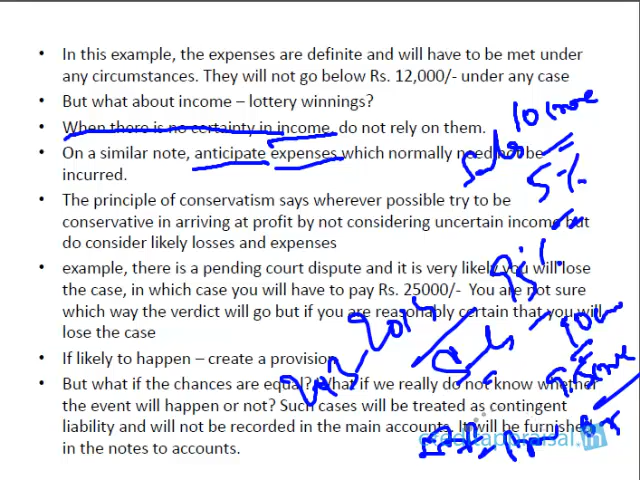 • In this example, the expenses are definite and will have to be met under
any circumstances. They will not go below Rs. 12,000/- under any case
• But what about income – lottery winnings?
• When there is no certainty in income, do not rely on them.
• On a similar note, anticipate expenses which normally need not be
incurred.
• The principle of conservatism says wherever possible try to be
conservative in arriving at profit by not considering uncertain income but
do consider likely losses and expenses
• example, there is a pending court dispute and it is very likely you will lose
the case, in which case you will have to pay Rs. 25000/- You are not sure
which way the verdict will go but if you are reasonably certain that you will
lose the case
• If likely to happen – create a provision
• But what if the chances are equal? What if we really do not know whether
the event will happen or not? Such cases will be treated as contingent
liability and will not be recorded in the main accounts. It will be furnished
in the notes to accounts.
Sales
5%
95%
Sales
creditappraisal.in